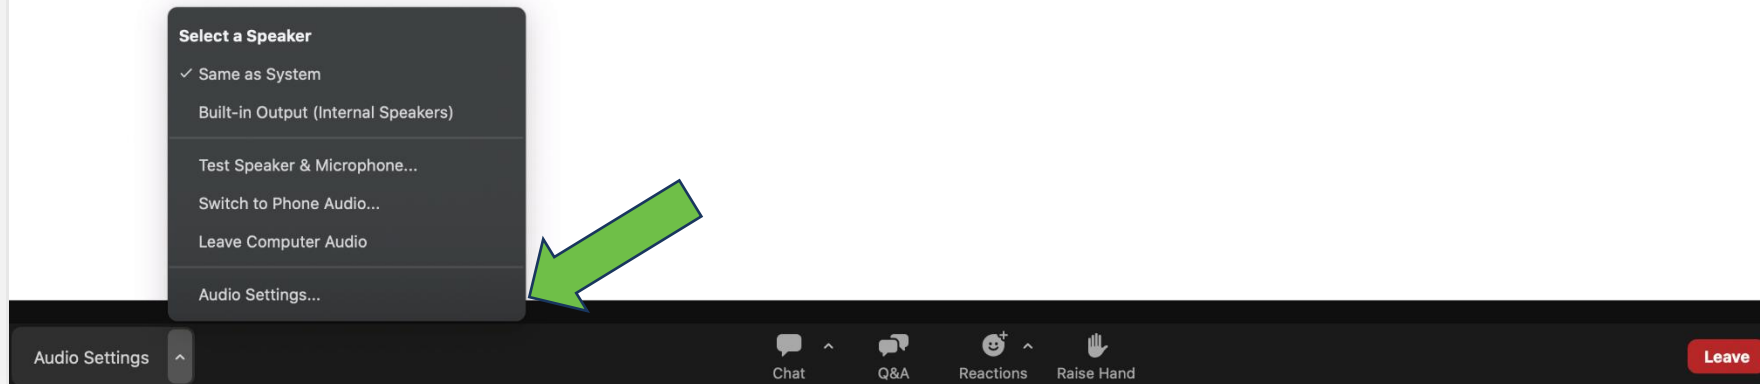 Select a Speaker
Same as System
Built-in Output (Internal Speakers)
Test Speaker & Microphone...
Switch to Phone Audio...
Leave Computer Audio
Audio Settings...
Audio Settings
Chat
Q&A
Reactions
Raise Hand
Leave